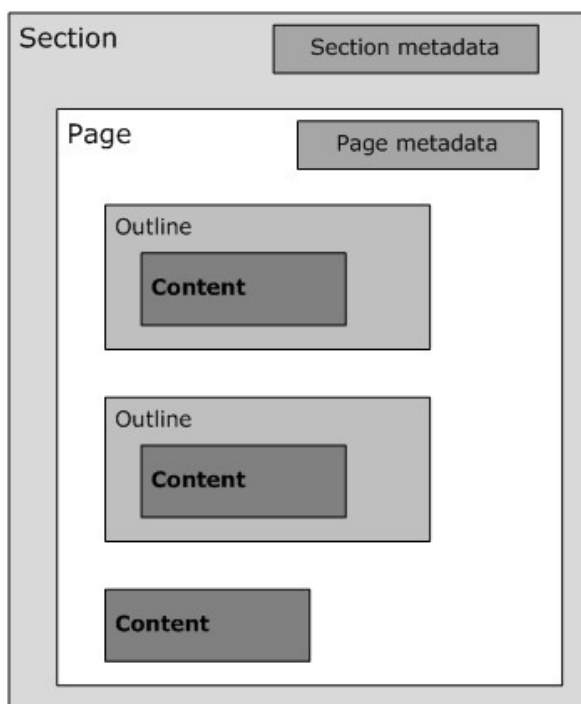 Section
Section metadata
Page
Page metadata
Outline
Content
Outline
Content
Content